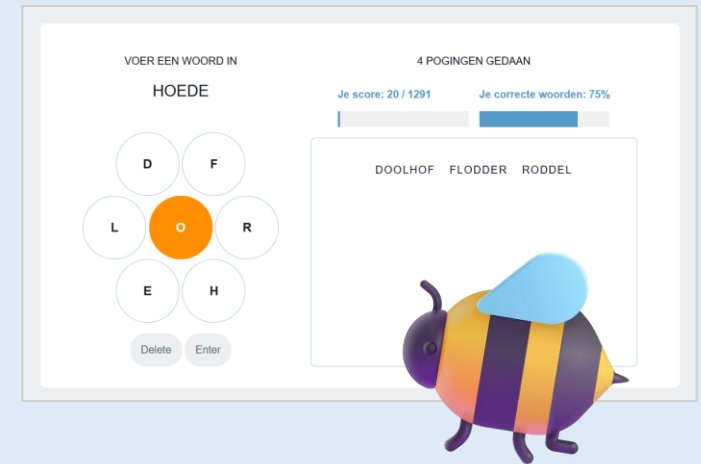 VOER EEN WOORD IN
HOEDE
D F
L O R
E H
Delete Enter
4 POGINGEN GEDAAN
Je score: 20 / 1291 Je correcte woorden: 75%
DOOLHOF FLODDER RODDEL